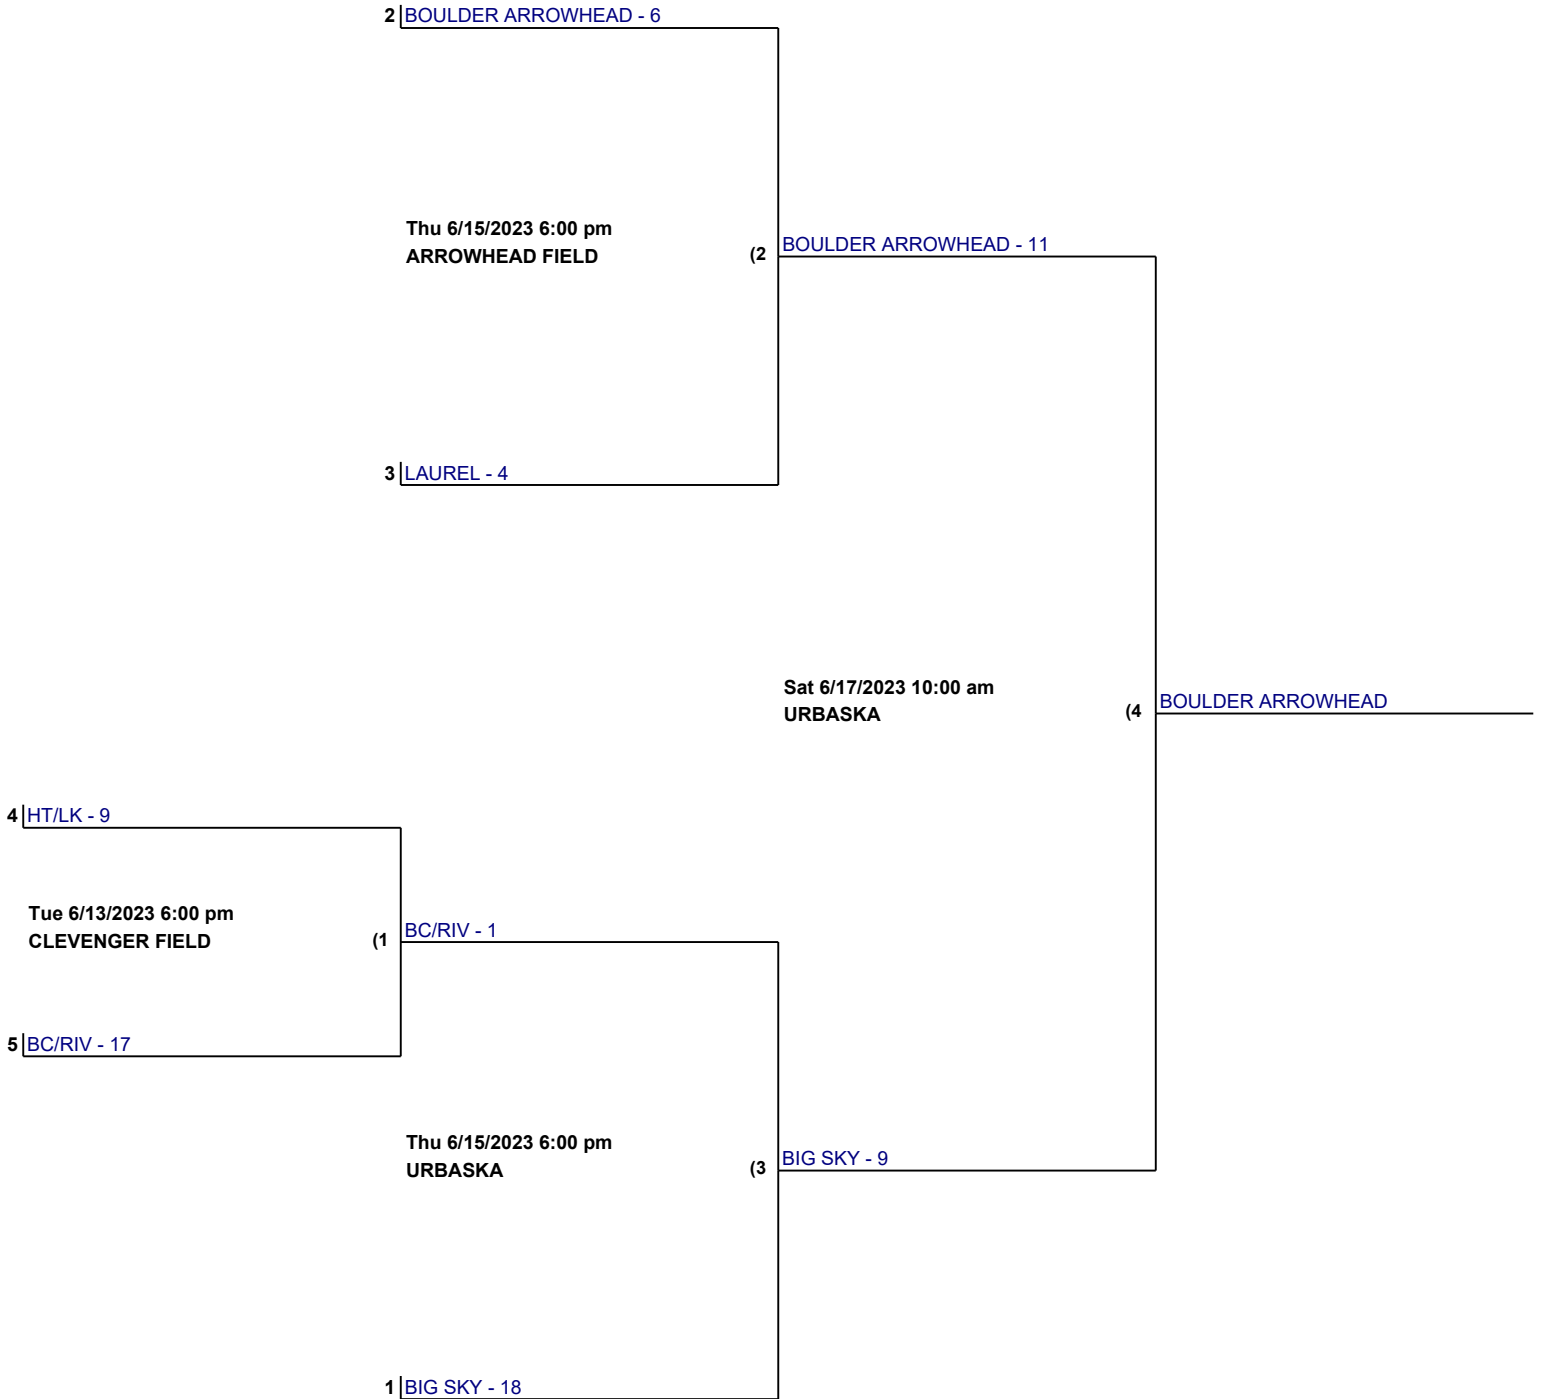 2 BOULDER ARROWHEAD - 6
Thu 6/15/2023 6:00 pm
ARROWHEAD FIELD (2
BOULDER ARROWHEAD - 11
3 LAUREL - 4
Sat 6/17/2023 10:00 am
URBASKA (4
BOULDER ARROWHEAD
4 HT/LK - 9
Tue 6/13/2023 6:00 pm
CLEVENGER FIELD (1
BC/RIV - 1
5 BC/RIV - 17
Thu 6/15/2023 6:00 pm
URBASKA (3
BIG SKY - 9
1 BIG SKY - 18